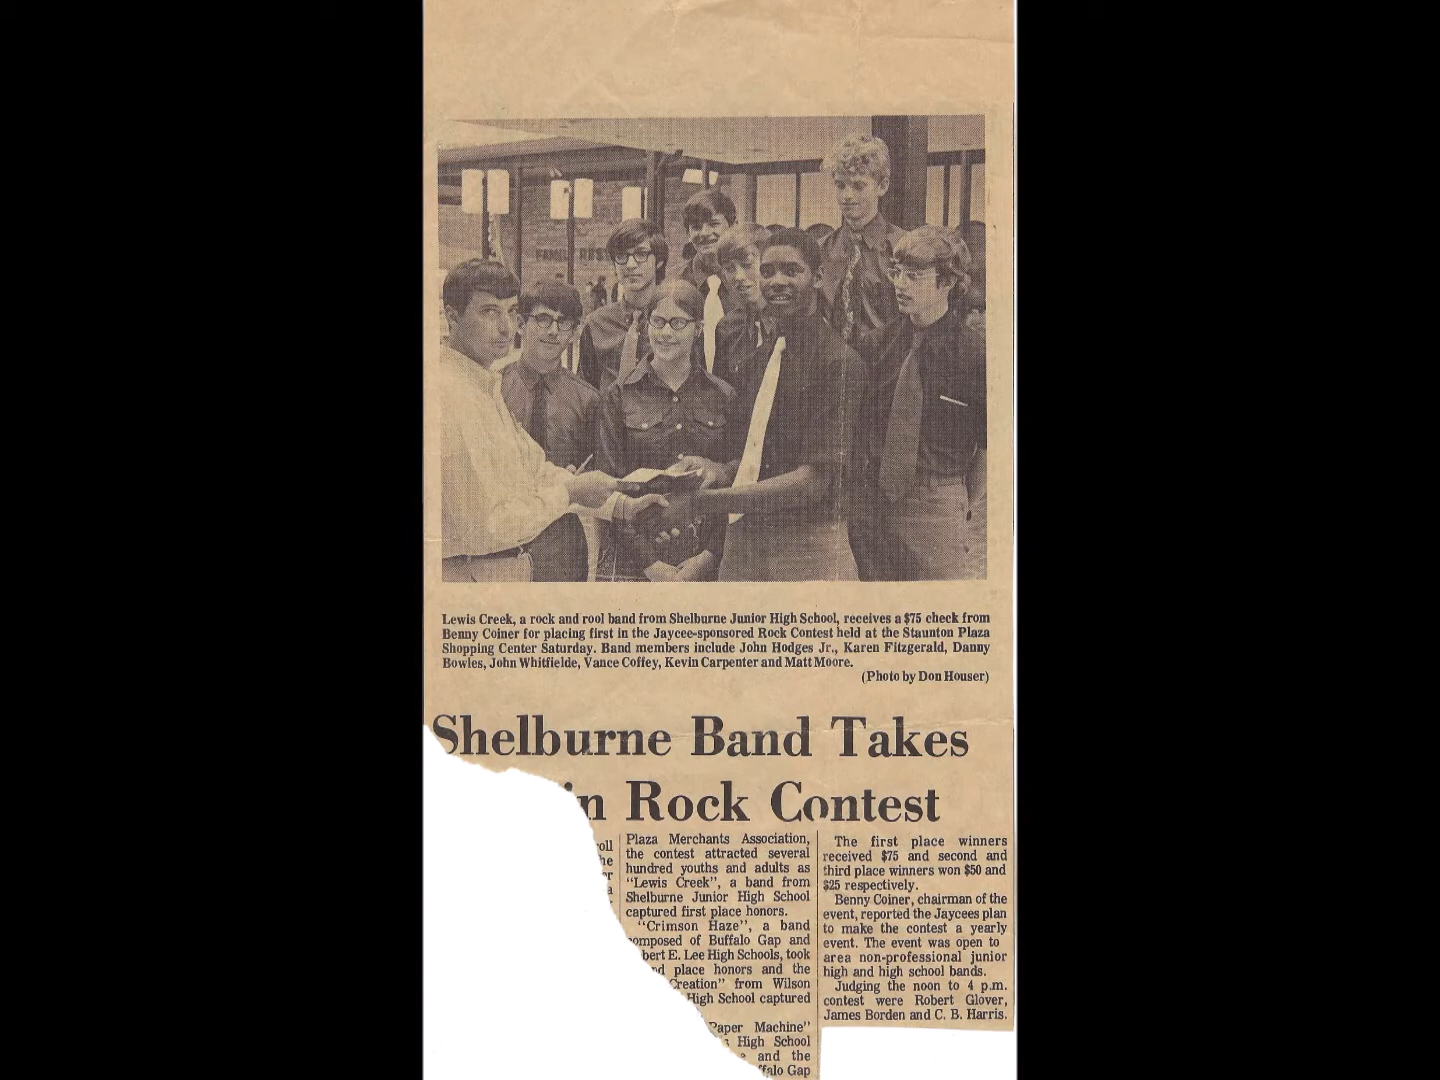 FAMIL
Lewis Creek, a rock and rool band from Shelburne Junior High School, receives a $75 check from
Benny Coiner for placing first in the Jaycee-sponsored Rock Contest held at the Staunton Plaza
Shopping Center Saturday. Band members include John Hodges Jr., Karen Fitzgerald, Danny
Bowles, John Whitfielde, Vance Coffey, Kevin Carpenter and Matt Moore.
(Photo by Don Houser)
Shelburne Band Takes
in Rock Contest
Plaza Merchants Association,
the contest attracted several
hundred youths and adults as
"Lewis Creek", a band from
Shelburne Junior High School
captured first place honors.
"Crimson Haze", a band
composed of Buffalo Gap and
bert E. Lee High Schools, took
place honors and the
Creation" from Wilson
High School captured
Paper Machine"
High School
and the
ffalo Gap
The first place winners
received $75 and second and
third place winners won $50 and
$25 respectively.
Benny Coiner, chairman of the
event, reported the Jaycees plan
to make the contest a yearly
event. The event was open to
area non-professional junior
high and high school bands.
Judging the noon to 4 p.m.
contest were Robert Glover,
James Borden and C. B. Harris.